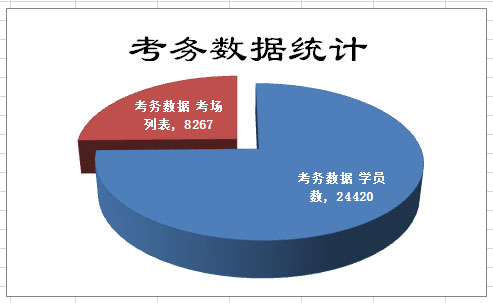 考务数据统计
考务数据 考场
列表，8267
考务数据 学员
数，24420